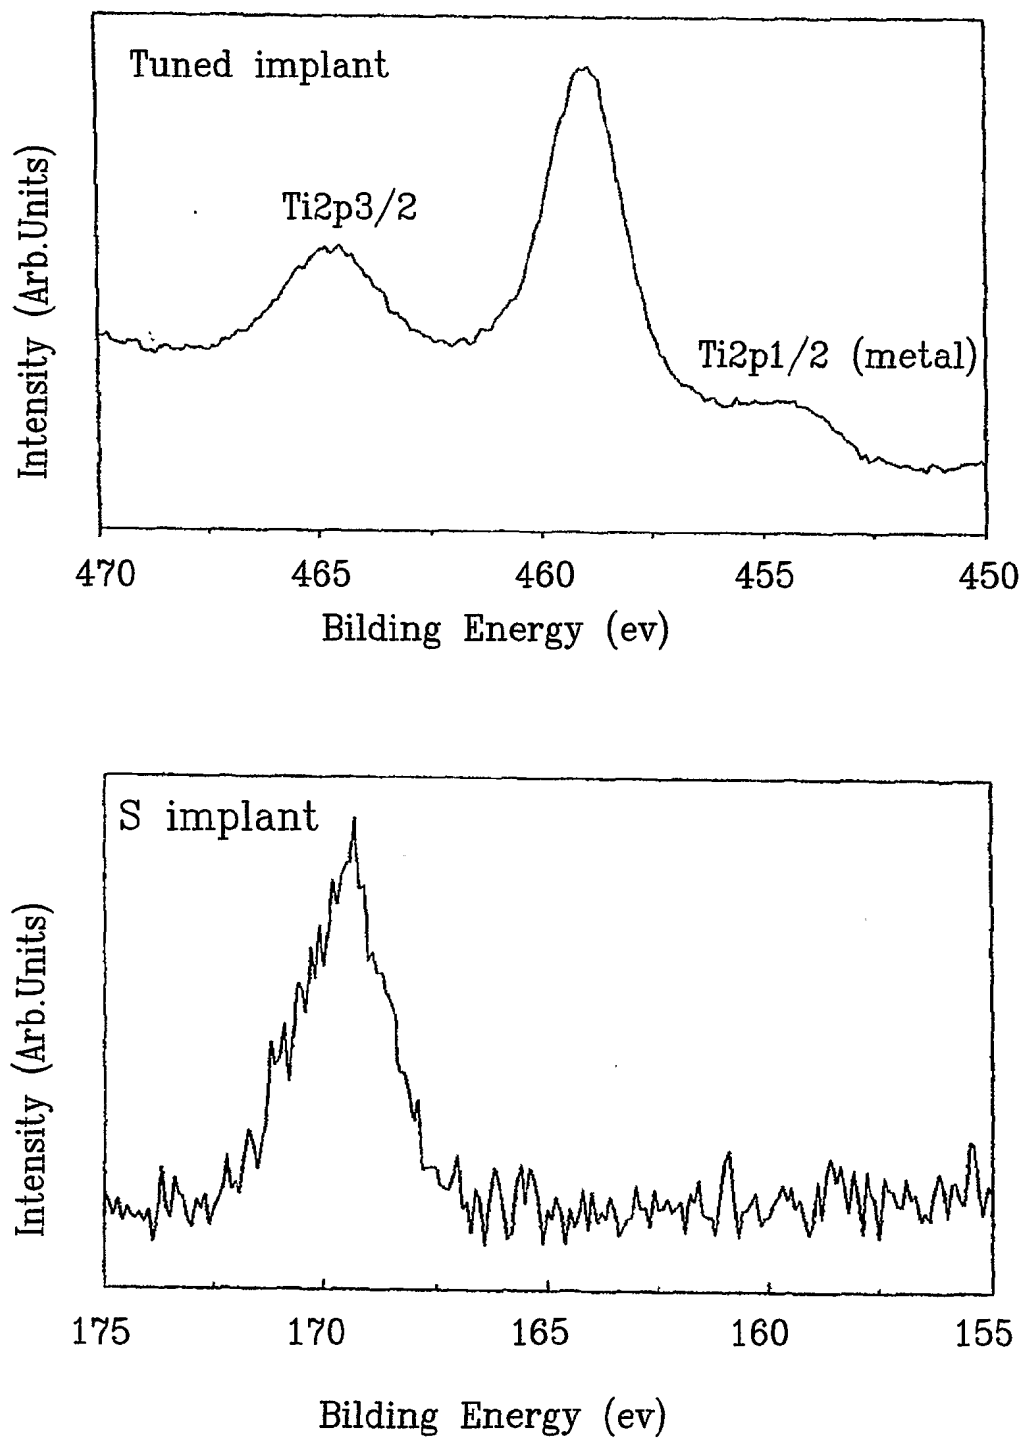 Tuned implant
Ti2p3/2
Ti2p1/2 (metal)
Intensity (Arb.Units)
470 465 460 455 450
Bilding Energy (ev)
S implant
Intensity (Arb.Units)
175 170 165 160 155
Bilding Energy (ev)